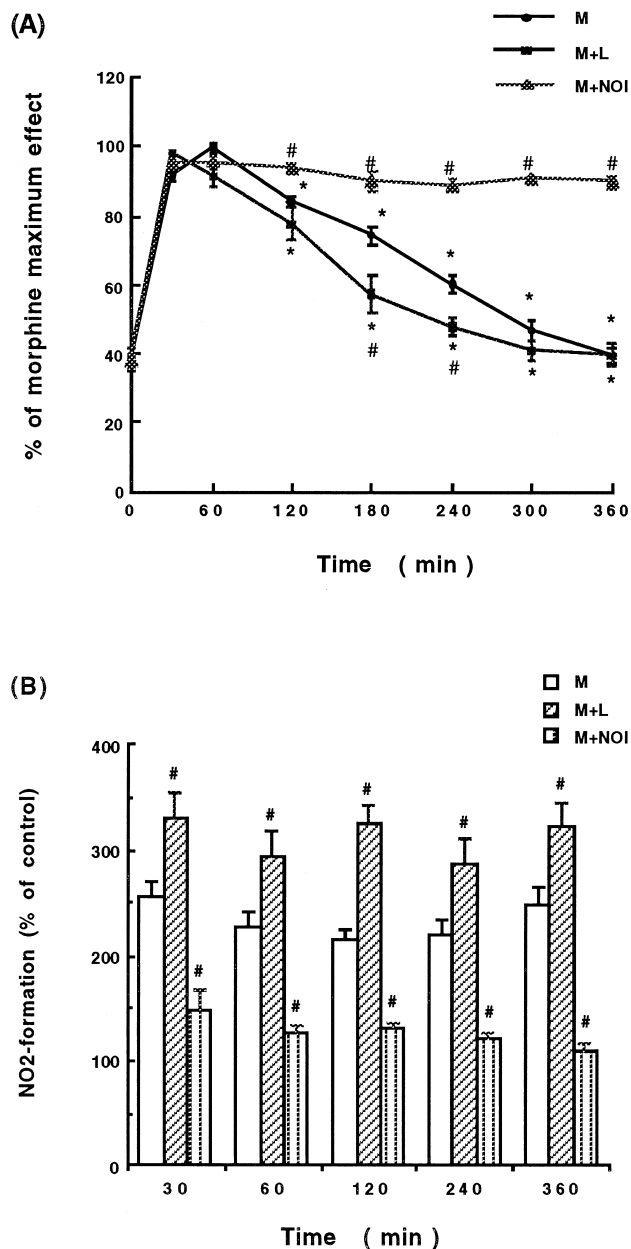 (A)
M
M+L
M+NOI
% of morphine maximum effect
120
100
80
60
40
20
0
# # # # #
* * * * *
* * * * *
# #
0 60 120 180 240 300 360
Time ( min )
(B)
M
M+L
M+NOI
NO2-formation (% of control)
400
300
200
100
0
# # # # #
# # # # #
30 60 120 240 360
Time ( min )